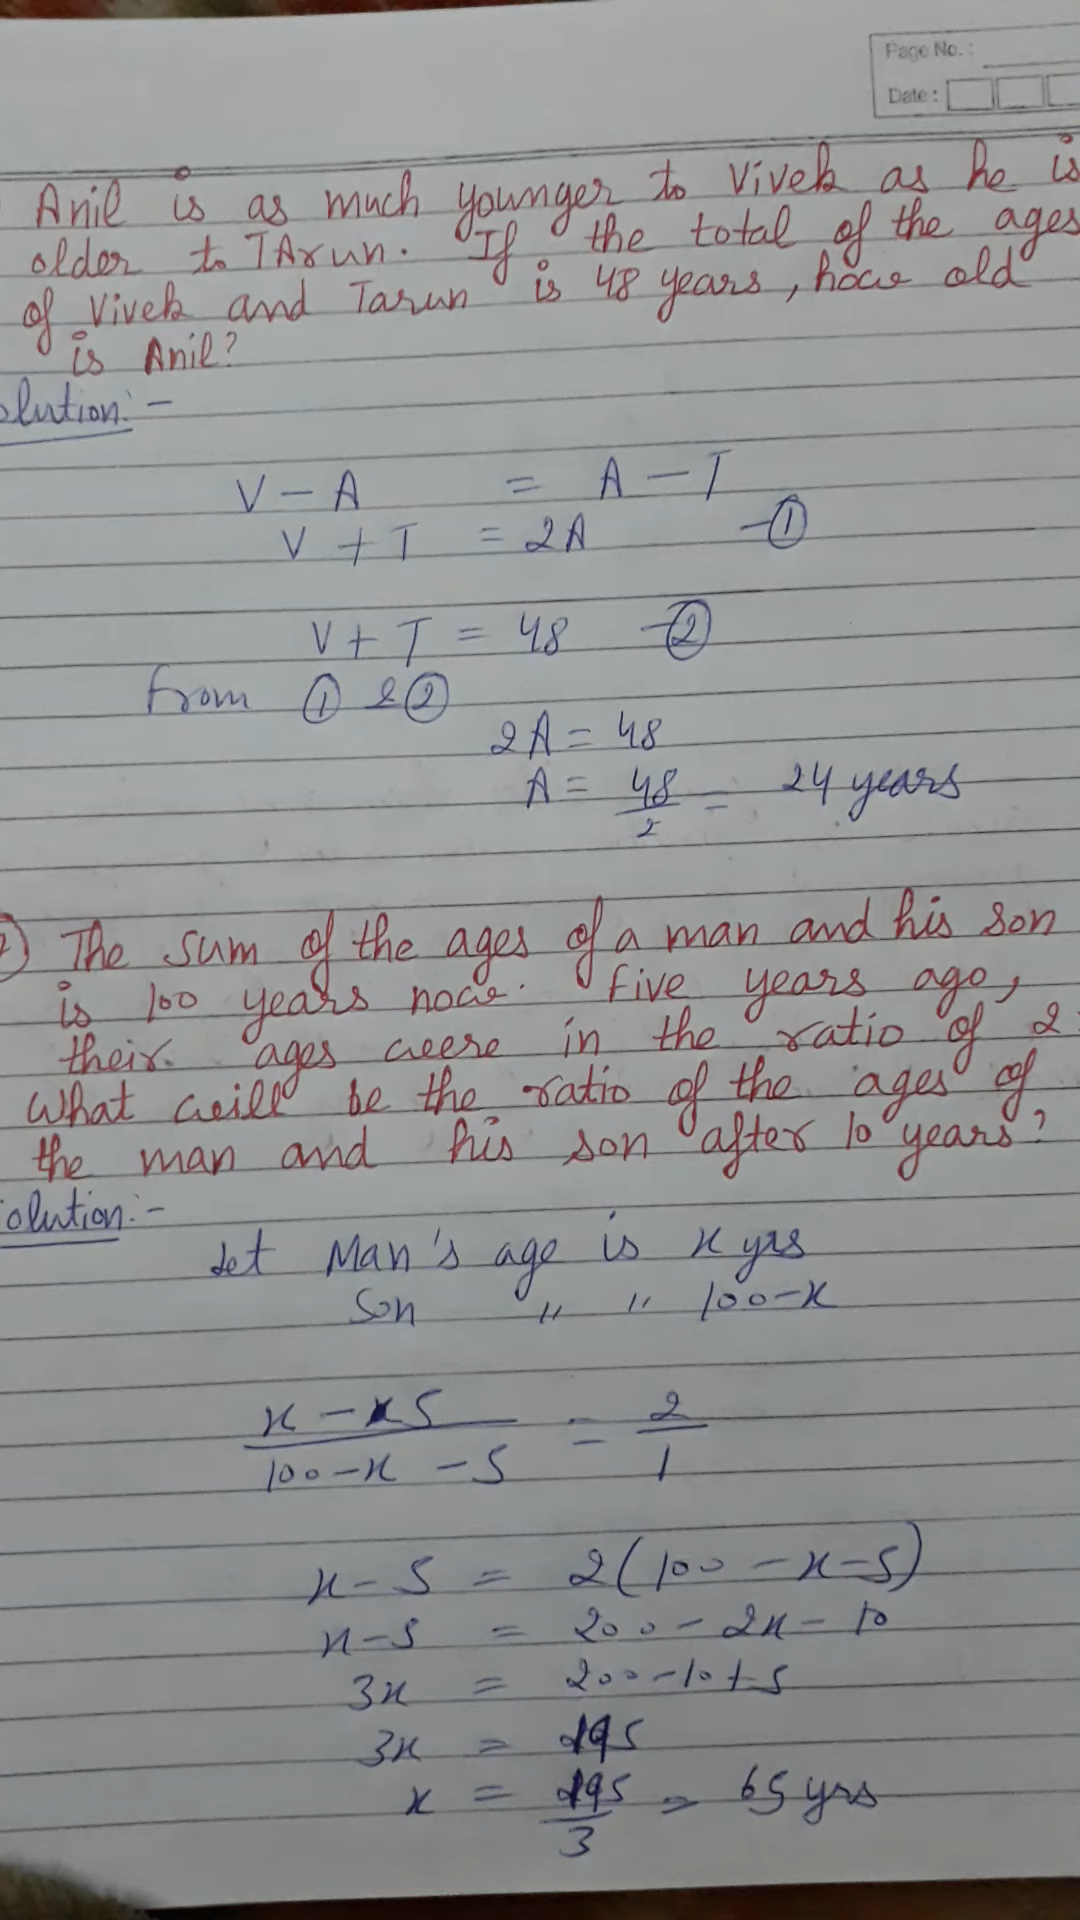 Page No. :
Date :
Anil is as much younger to Vivek as he is
older to TArun. If the total of the ages
of Vivek and Tarun is 48 years, how old
is Anil?
olution: -
V - A = A - T
V + T = 2A - ①
V + T = 48 - ②
From ① & ②
2A = 48
A = 48/2 = 24 years
) The sum of the ages of a man and his son
is 100 years now. Five years ago,
their. ages were in the ratio of 2
What will be the ratio of the ages of
the man and his son after 10 years?
olution: -
Let Man's age is x yrs
Son " " 100-x
x - 5 / 100 - x - 5 = 2/1
x - 5 = 2(100 - x - 5)
x - 5 = 200 - 2x - 10
3x = 200 - 10 + 5
3x = 195
x = 195/3 = 65 yrs